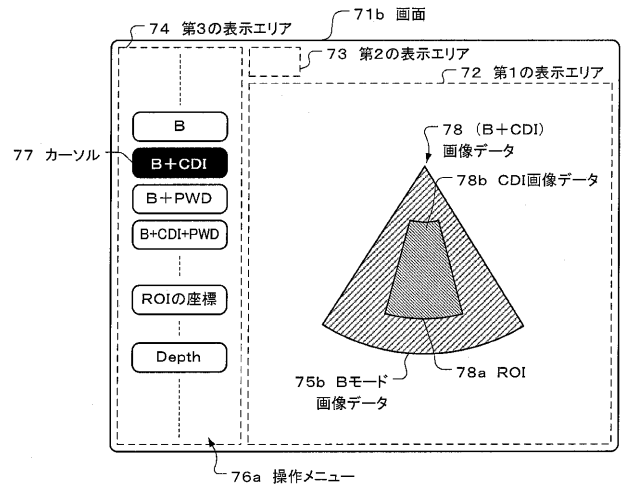 71b 画面
74 第3の表示エリア
73 第2の表示エリア
72 第1の表示エリア
B
77 カーソル
B+CDI
B+PWD
B+CDI+PWD
ROIの座標
Depth
78 (B+CDI)
画像データ
78b CDI画像データ
78a ROI
75b Bモード
画像データ
76a 操作メニュー